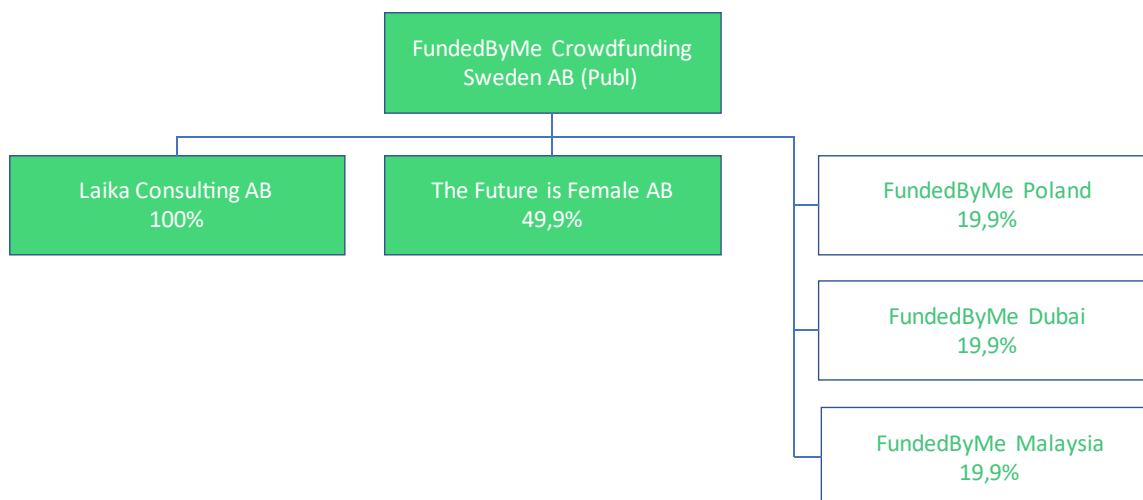 FundedByMe Crowdfunding
Sweden AB (Publ)
Laika Consulting AB
100%
The Future is Female AB
49,9%
FundedByMe Poland
19,9%
FundedByMe Dubai
19,9%
FundedByMe Malaysia
19,9%